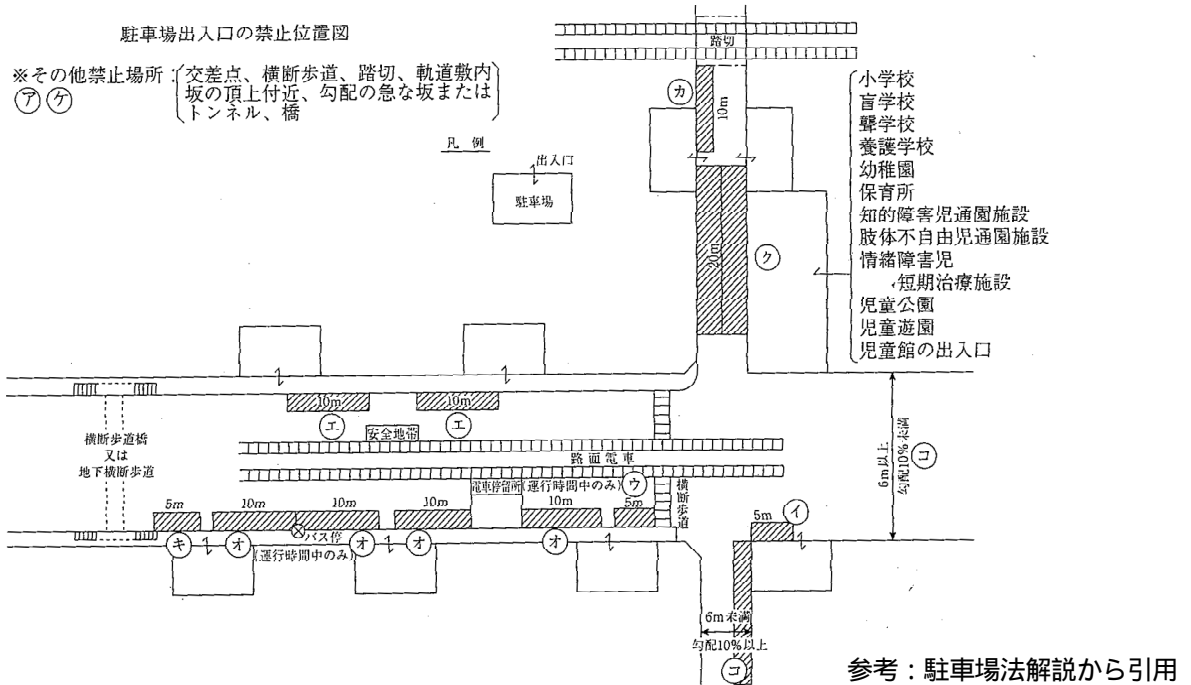 駐車場出入口の禁止位置図
※その他禁止場所：交差点、横断歩道、踏切、軌道敷内
坂の頂上付近、勾配の急な坂または
トンネル、橋
ア ケ
凡例
出入口
駐車場
踏切
カ
10m
20m
ク
小学校
盲学校
聾学校
養護学校
幼稚園
保育所
知的障害児通園施設
肢体不自由児通園施設
情緒障害児
短期治療施設
児童公園
児童遊園
児童館の出入口
10m
10m
エ
エ
安全地帯
横断歩道橋
又は
地下横断歩道
路面電車
電車停留所(運行時間中のみ)
ウ
横断歩道
5m
10m
10m
10m
10m
5m
バス停
(運行時間中のみ)
キ
オ
オ
オ
オ
6m以上
勾配10%未満
コ
5m
イ
6m未満
勾配10%以上
コ
参考：駐車場法解説から引用